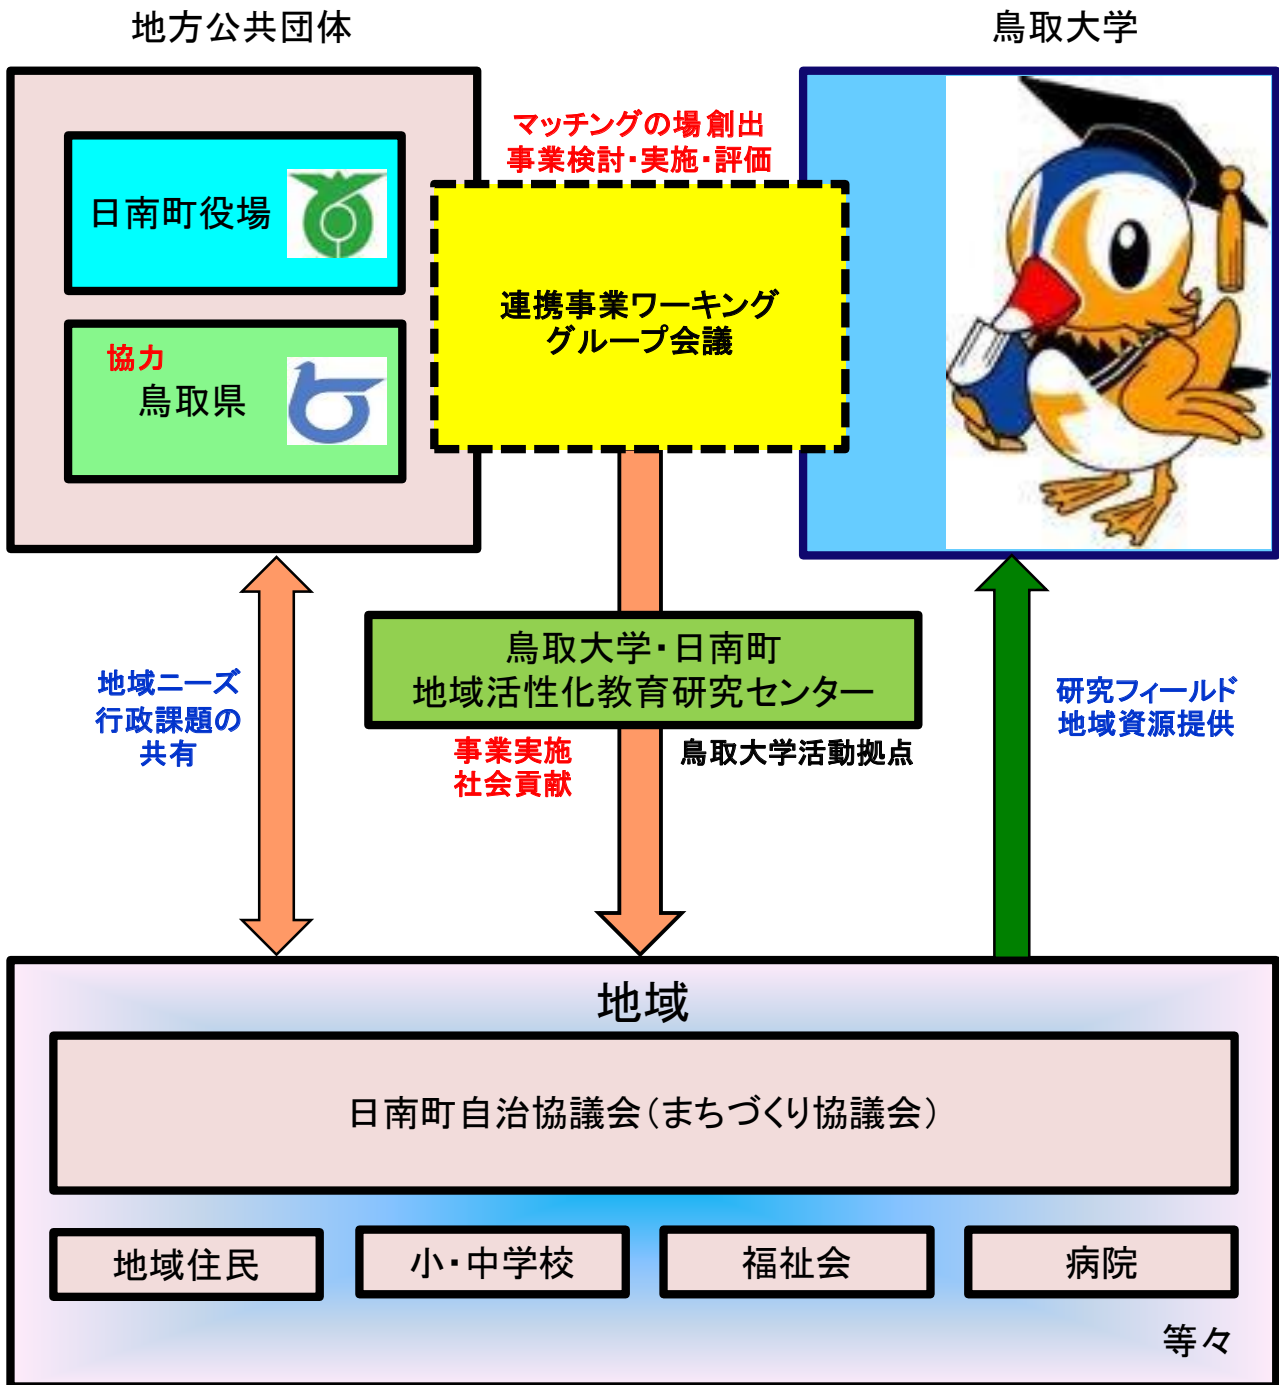 地方公共団体
鳥取大学
マッチングの場創出
事業検討・実施・評価
日南町役場
連携事業ワーキング
グループ会議
協力
鳥取県
鳥取大学・日南町
地域活性化教育研究センター
地域ニーズ
行政課題の
共有
事業実施
社会貢献
鳥取大学活動拠点
研究フィールド
地域資源提供
地域
日南町自治協議会（まちづくり協議会）
地域住民
小・中学校
福祉会
病院
等々